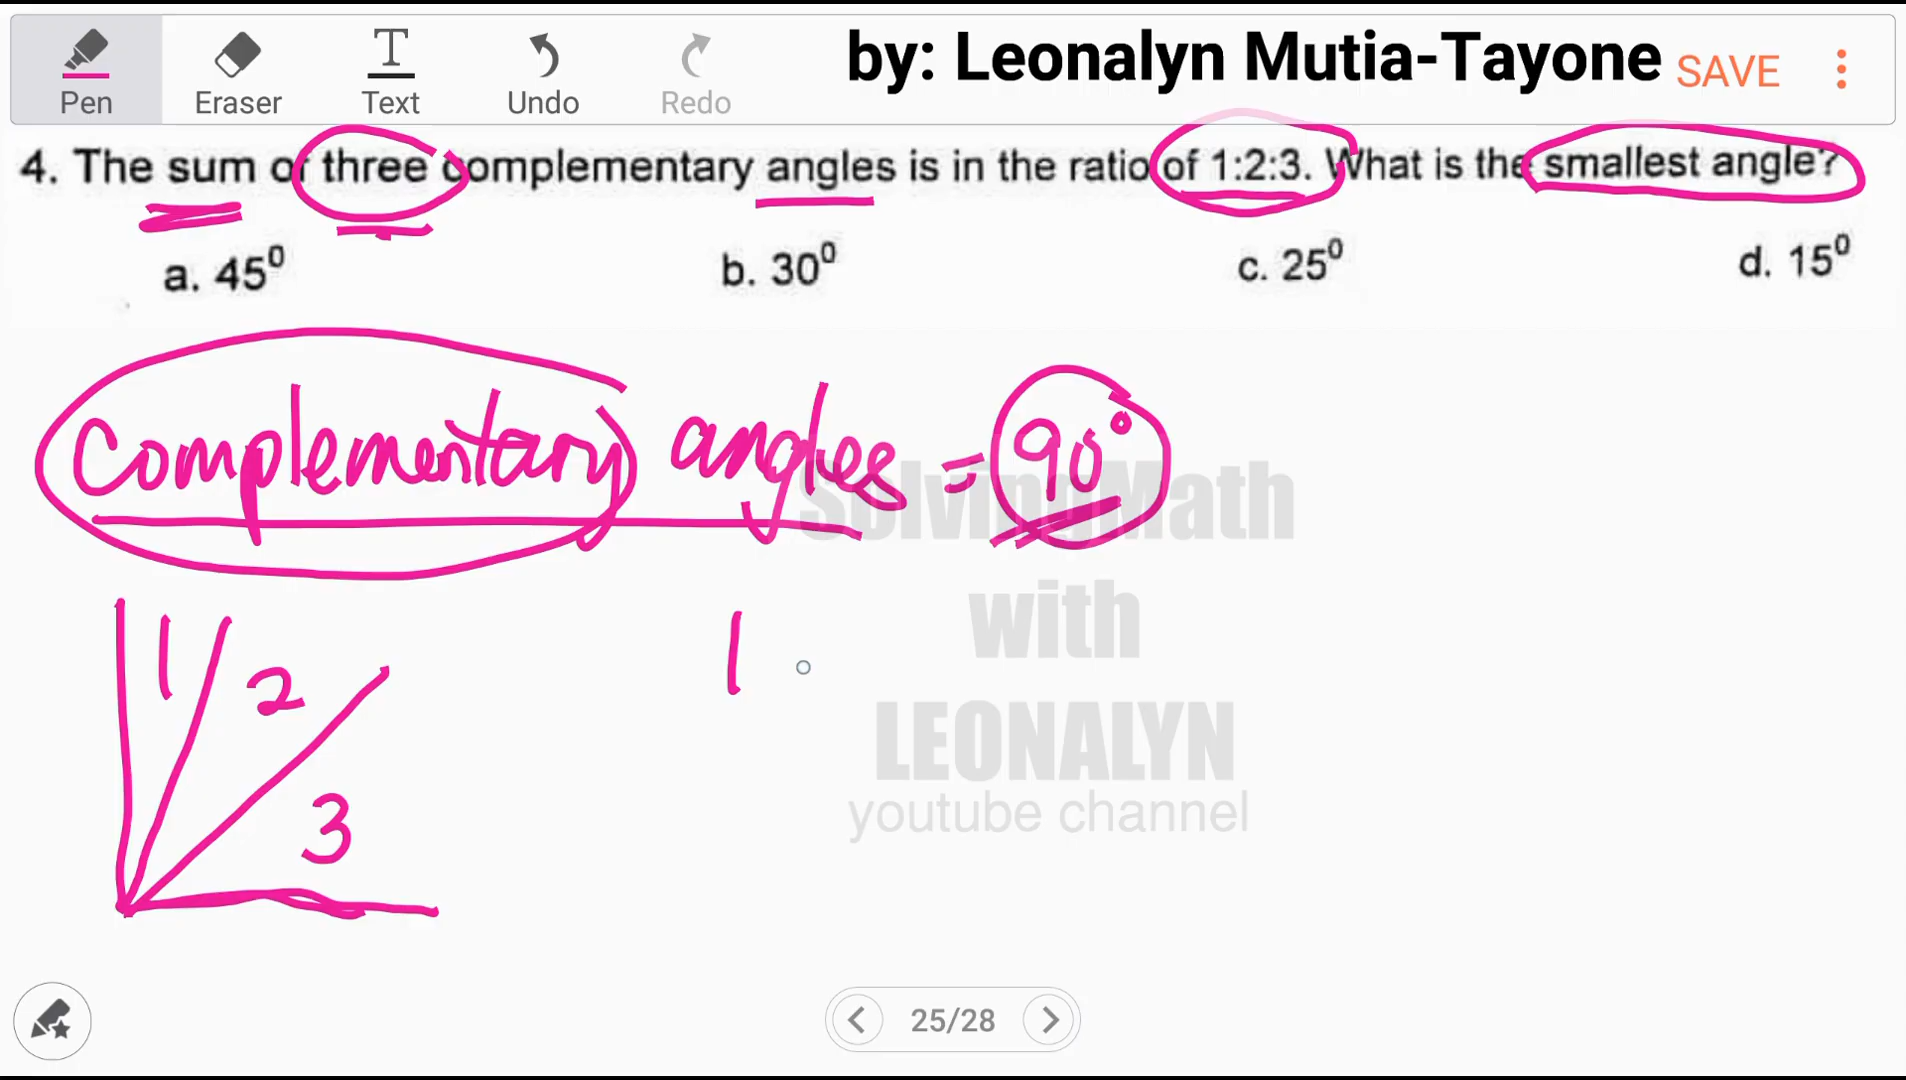 Pen
Eraser
Text
Undo
Redo
by: Leonalyn Mutia-Tayone
SAVE
4. The sum of three complementary angles is in the ratio of 1:2:3. What is the smallest angle?
a. 45⁰
b. 30⁰
c. 25⁰
d. 15⁰
Complementary angles = 90°
SolvingMath
with
LEONALYN
youtube channel
1
2
3
1
25/28